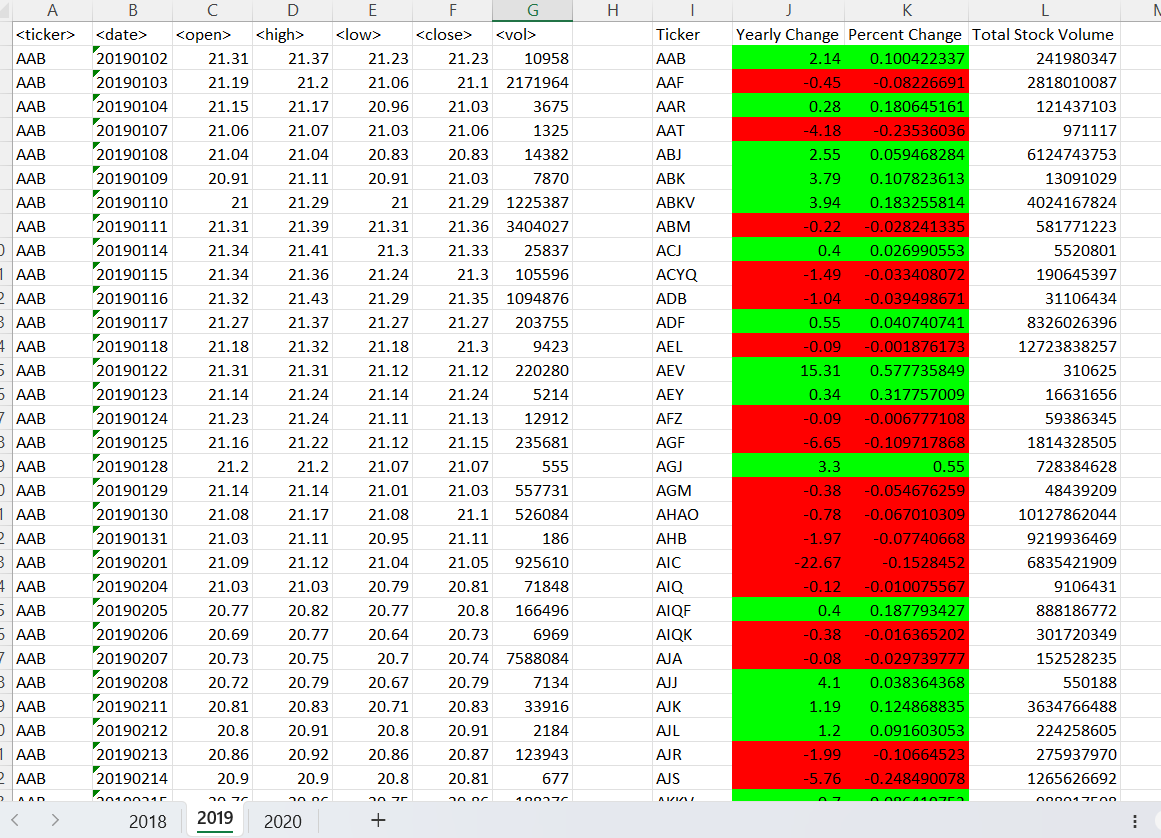 A B C D E F G H I J K L
<ticker> <date> <open> <high> <low> <close> <vol> Ticker Yearly Change Percent Change Total Stock Volume
AAB 20190102 21.31 21.37 21.23 21.23 10958 AAB 2.14 0.100422337 241980347
AAB 20190103 21.19 21.2 21.06 21.1 2171964 AAF -0.45 -0.08226691 2818010087
AAB 20190104 21.15 21.17 20.96 21.03 3675 AAR 0.28 0.180645161 121437103
AAB 20190107 21.06 21.07 21.03 21.06 1325 AAT -4.18 -0.23536036 971117
AAB 20190108 21.04 21.04 20.83 20.83 14382 ABJ 2.55 0.059468284 6124743753
AAB 20190109 20.91 21.11 20.91 21.03 7870 ABK 3.79 0.107823613 13091029
AAB 20190110 21 21.29 21 21.29 1225387 ABKV 3.94 0.183255814 4024167824
AAB 20190111 21.31 21.39 21.31 21.36 3404027 ABM -0.22 -0.028241335 581771223
AAB 20190114 21.34 21.41 21.3 21.33 25837 ACJ 0.4 0.026990553 5520801
AAB 20190115 21.34 21.36 21.24 21.3 105596 ACYQ -1.49 -0.033408072 190645397
AAB 20190116 21.32 21.43 21.29 21.35 1094876 ADB -1.04 -0.039498671 31106434
AAB 20190117 21.27 21.37 21.27 21.27 203755 ADF 0.55 0.040740741 8326026396
AAB 20190118 21.18 21.32 21.18 21.3 9423 AEL -0.09 -0.001876173 12723838257
AAB 20190122 21.31 21.31 21.12 21.12 220280 AEV 15.31 0.577735849 310625
AAB 20190123 21.14 21.24 21.14 21.24 5214 AEY 0.34 0.317757009 16631656
AAB 20190124 21.23 21.24 21.11 21.13 12912 AFZ -0.09 -0.006777108 59386345
AAB 20190125 21.16 21.22 21.12 21.15 235681 AGF -6.65 -0.109717868 1814328505
AAB 20190128 21.2 21.2 21.07 21.07 555 AGJ 3.3 0.55 728384628
AAB 20190129 21.14 21.14 21.01 21.03 557731 AGM -0.38 -0.054676259 48439209
AAB 20190130 21.08 21.17 21.08 21.1 526084 AHAO -0.78 -0.067010309 10127862044
AAB 20190131 21.03 21.11 20.95 21.11 186 AHB -1.97 -0.07740668 9219936469
AAB 20190201 21.09 21.12 21.04 21.05 925610 AIC -22.67 -0.1528452 6835421909
AAB 20190204 21.03 21.03 20.79 20.81 71848 AIQ -0.12 -0.010075567 9106431
AAB 20190205 20.77 20.82 20.77 20.8 166496 AIQF 0.4 0.187793427 888186772
AAB 20190206 20.69 20.77 20.64 20.73 6969 AIQK -0.38 -0.016365202 301720349
AAB 20190207 20.73 20.75 20.7 20.74 7588084 AJA -0.08 -0.029739777 152528235
AAB 20190208 20.72 20.79 20.67 20.79 7134 AJJ 4.1 0.038364368 550188
AAB 20190211 20.81 20.83 20.71 20.83 33916 AJK 1.19 0.124868835 3634766488
AAB 20190212 20.8 20.91 20.8 20.91 2184 AJL 1.2 0.091603053 224258605
AAB 20190213 20.86 20.92 20.86 20.87 123943 AJR -1.99 -0.10664523 275937970
AAB 20190214 20.9 20.9 20.8 20.81 677 AJS -5.76 -0.248490078 1265626692
2018 2019 2020